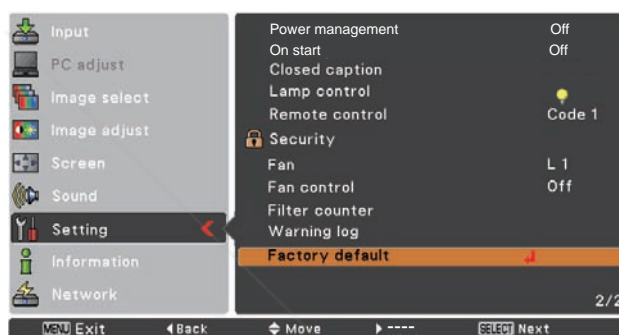 Input
PC adjust
Image select
Image adjust
Screen
Sound
Setting
Information
Network
Power management Off
On start Off
Closed caption
Lamp control
Remote control Code 1
Security
Fan L 1
Fan control Off
Filter counter
Warning log
Factory default
2/2
MENU Exit Back Move ---- SELECT Next